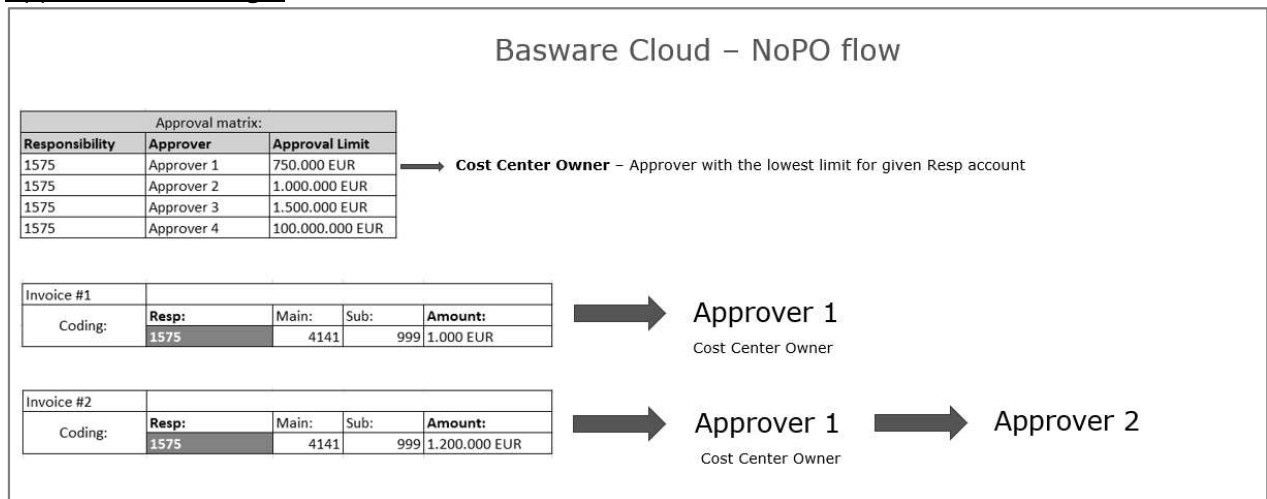 Basware Cloud – NoPO flow
Approval matrix:
Responsibility Approver Approval Limit
1575 Approver 1 750.000 EUR
Cost Center Owner – Approver with the lowest limit for given Resp account
1575 Approver 2 1.000.000 EUR
1575 Approver 3 1.500.000 EUR
1575 Approver 4 100.000.000 EUR
Invoice #1
Coding:
Resp: Main: Sub: Amount:
1575 4141 999 1.000 EUR
Approver 1
Cost Center Owner
Invoice #2
Coding:
Resp: Main: Sub: Amount:
1575 4141 999 1.200.000 EUR
Approver 1
Cost Center Owner
Approver 2